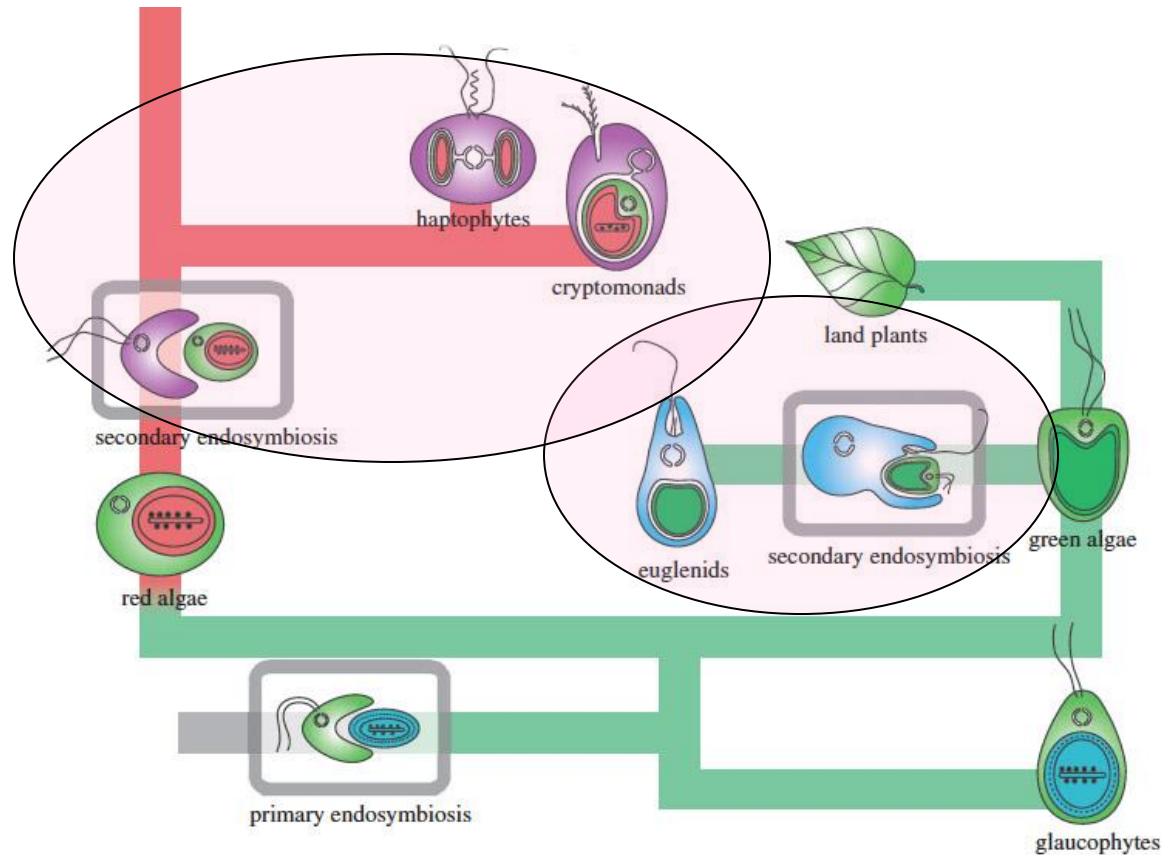 haptophytes
cryptomonads
land plants
secondary endosymbiosis
red algae
euglenids
secondary endosymbiosis
green algae
primary endosymbiosis
glaucophytes